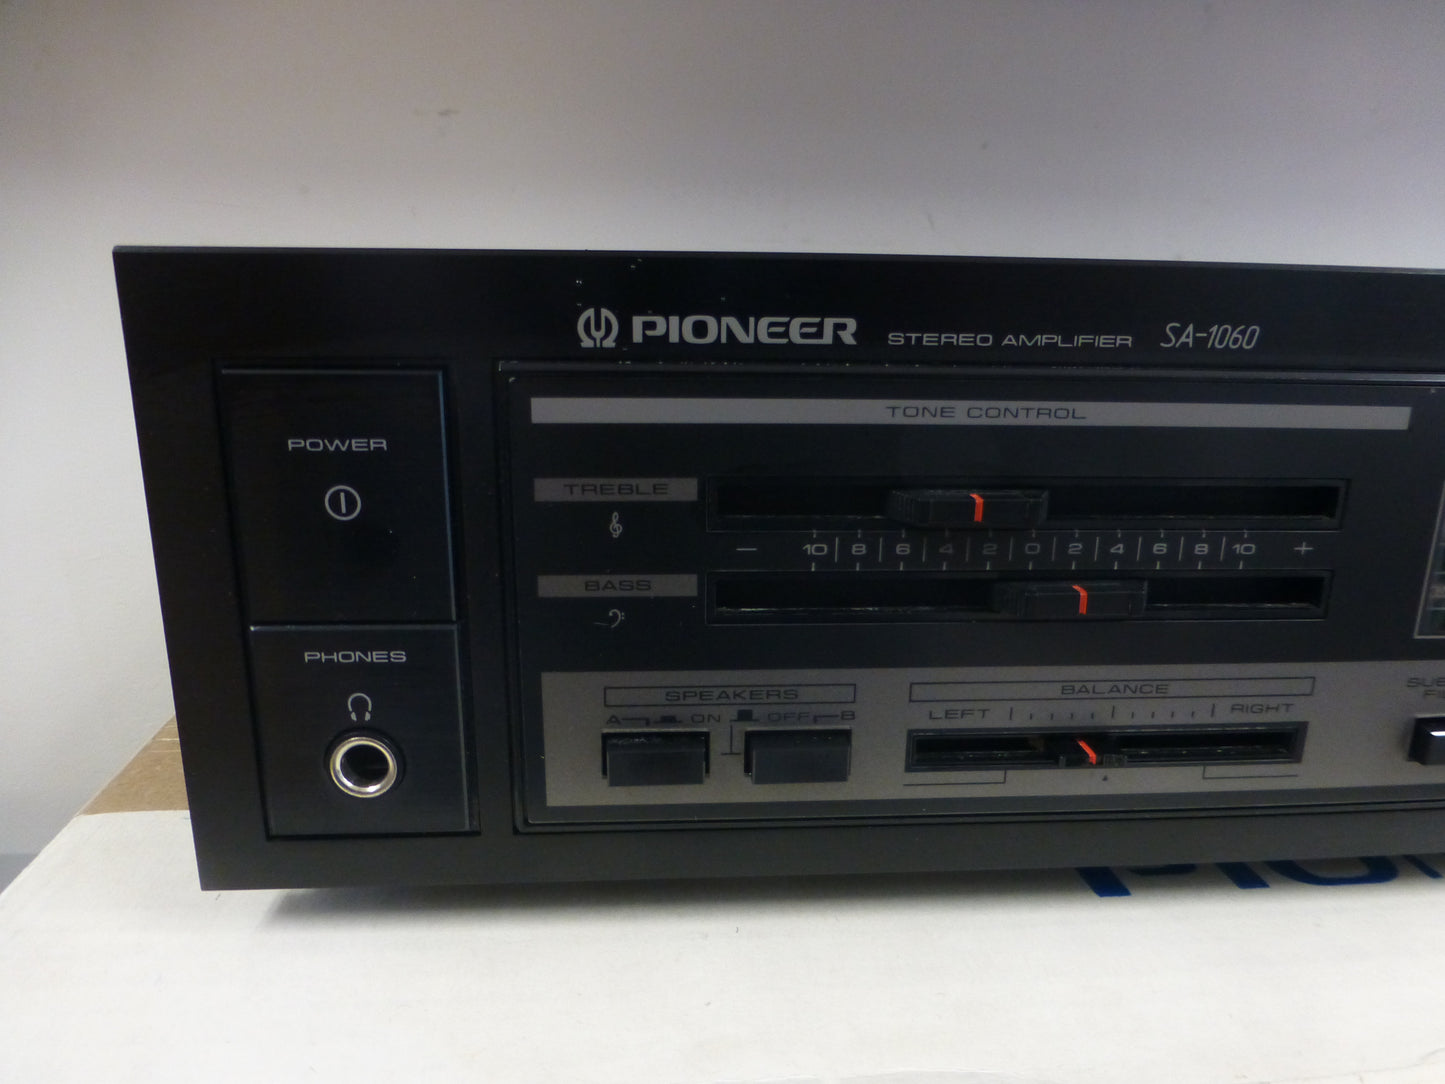 PIONEER STEREO AMPLIFIER SA-1060
TONE CONTROL
POWER
TREBLE
– 10 | 8 | 6 | 4 | 2 | 0 | 2 | 4 | 6 | 8 | 10 +
BASS
PHONES
SPEAKERS
A ON OFF B
BALANCE
LEFT RIGHT